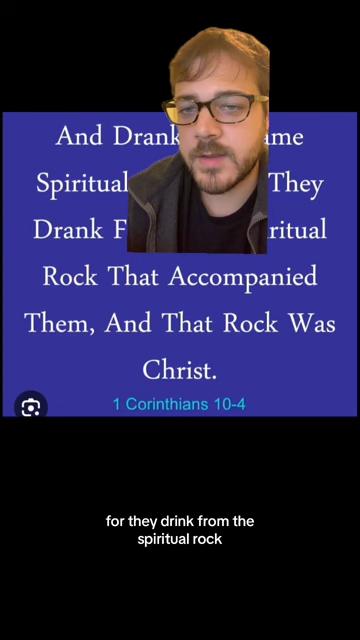 And Drank ame
Spiritual They
Drank F ritual
Rock That Accompanied
Them, And That Rock Was
Christ.
1 Corinthians 10-4
for they drink from the
spiritual rock